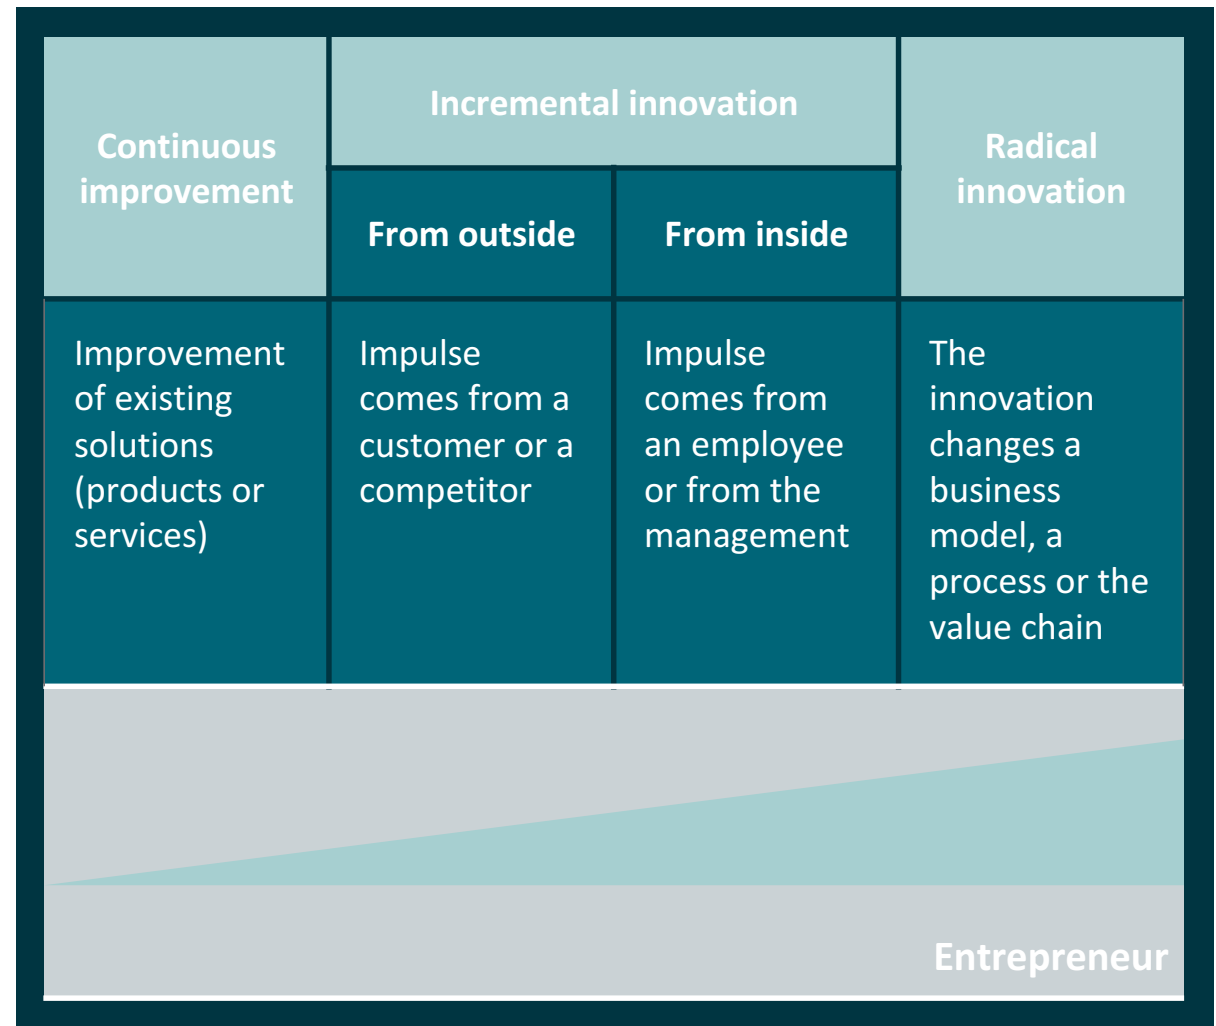 Continuous
improvement
Incremental innovation
Radical
innovation
From outside
From inside
Improvement
of existing
solutions
(products or
services)
Impulse
comes from a
customer or a
competitor
Impulse
comes from
an employee
or from the
management
The
innovation
changes a
business
model, a
process or the
value chain
Entrepreneur